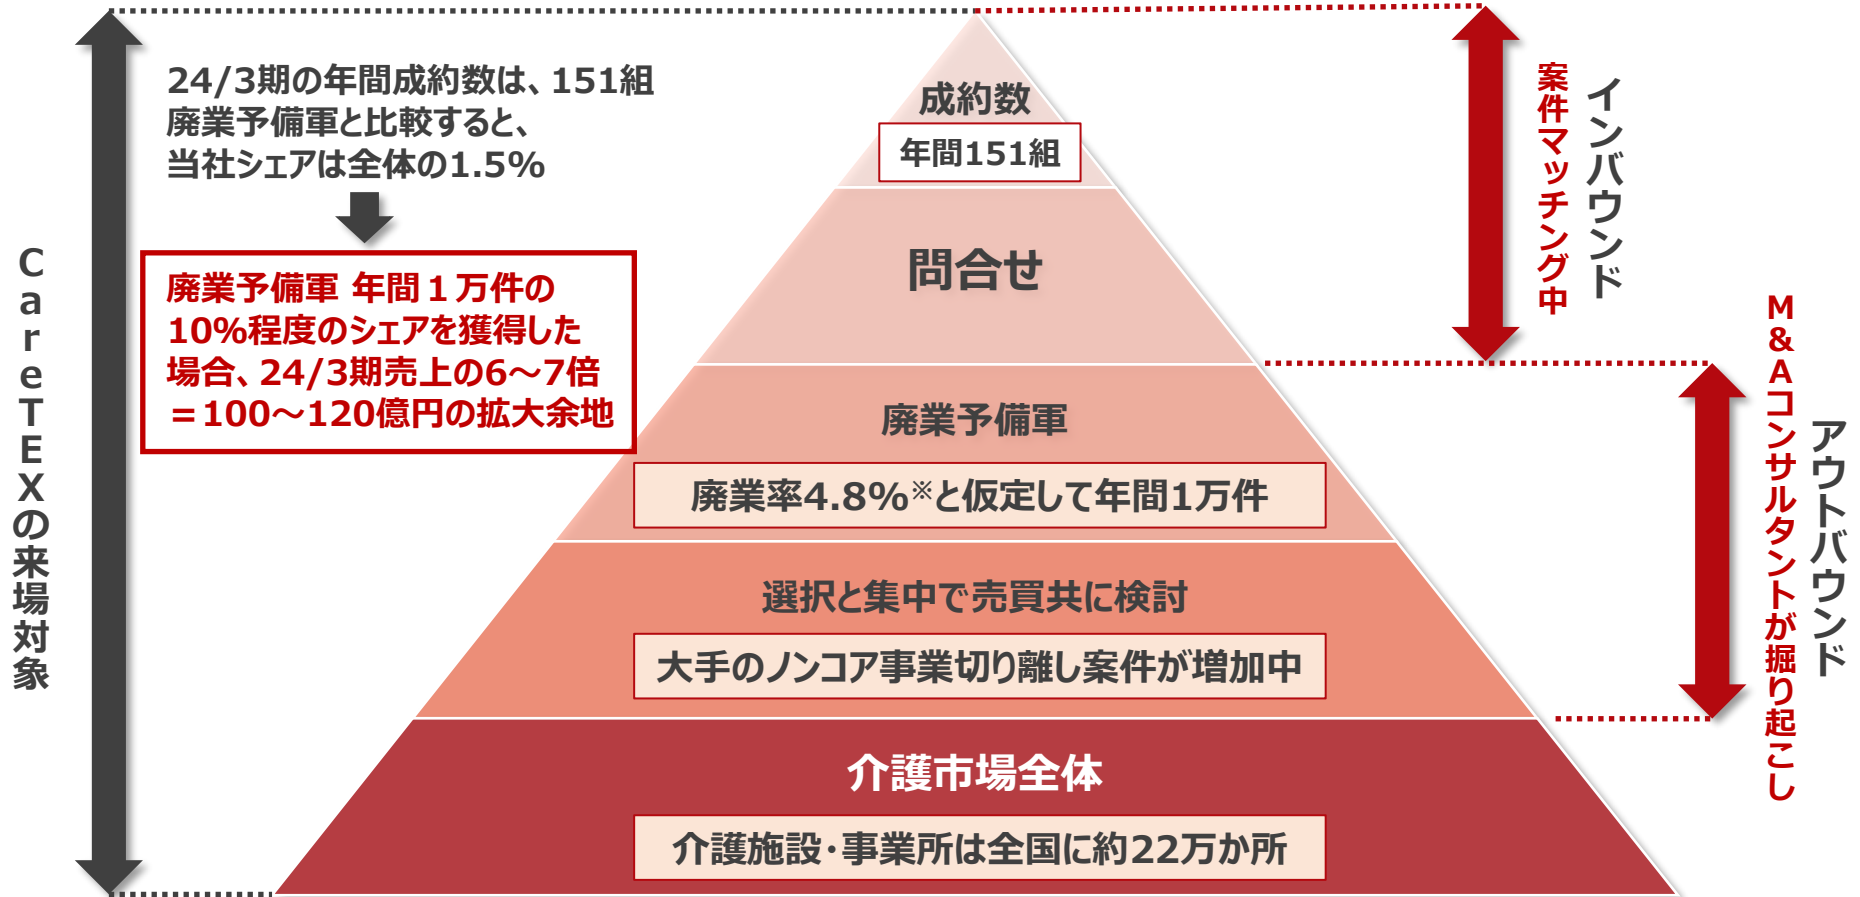 CareTEXの来場対象
24/3期の年間成約数は、151組
廃業予備軍と比較すると、
当社シェアは全体の1.5%
廃業予備軍 年間１万件の
10%程度のシェアを獲得した
場合、24/3期売上の6～7倍
＝100～120億円の拡大余地
成約数
年間151組
問合せ
廃業予備軍
廃業率4.8%※と仮定して年間1万件
選択と集中で売買共に検討
大手のノンコア事業切り離し案件が増加中
介護市場全体
介護施設・事業所は全国に約22万か所
インバウンド
案件マッチング中
アウトバウンド
M&Aコンサルタントが掘り起こし